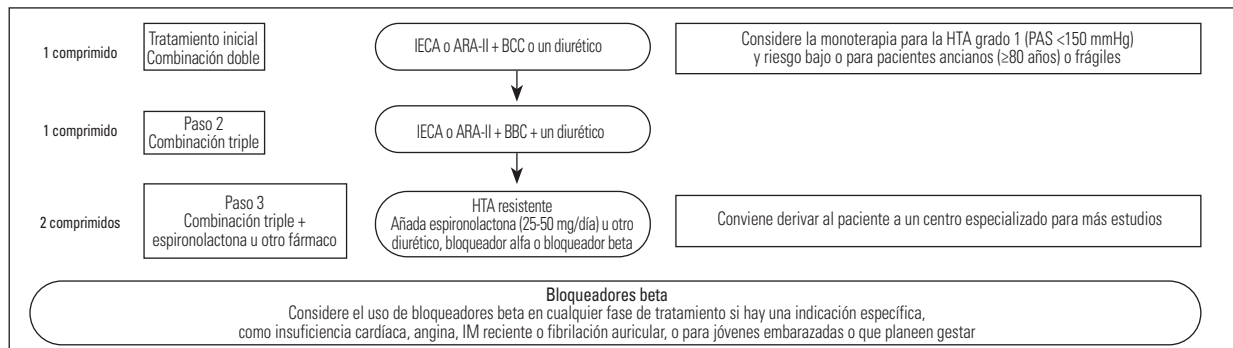 1 comprimido
Tratamiento inicial
Combinación doble
IECA o ARA-II + BCC o un diurético
Considere la monoterapia para la HTA grado 1 (PAS <150 mmHg)
y riesgo bajo o para pacientes ancianos (≥80 años) o frágiles
1 comprimido
Paso 2
Combinación triple
IECA o ARA-II + BBC + un diurético
2 comprimidos
Paso 3
Combinación triple +
espironolactona u otro fármaco
HTA resistente
Añada espironolactona (25-50 mg/día) u otro
diurético, bloqueador alfa o bloqueador beta
Conviene derivar al paciente a un centro especializado para más estudios
Bloqueadores beta
Considere el uso de bloqueadores beta en cualquier fase de tratamiento si hay una indicación específica,
como insuficiencia cardíaca, angina, IM reciente o fibrilación auricular, o para jóvenes embarazadas o que planeen gestar